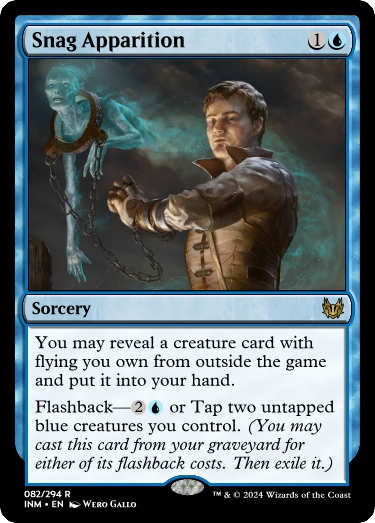 Snag Apparition 1
Sorcery
You may reveal a creature card with
flying you own from outside the game
and put it into your hand.
Flashback—2 or Tap two untapped
blue creatures you control. (You may
cast this card from your graveyard for
either of its flashback costs. Then exile it.)
082/294 R
INM • EN Wero Gallo ™ & © 2024 Wizards of the Coast